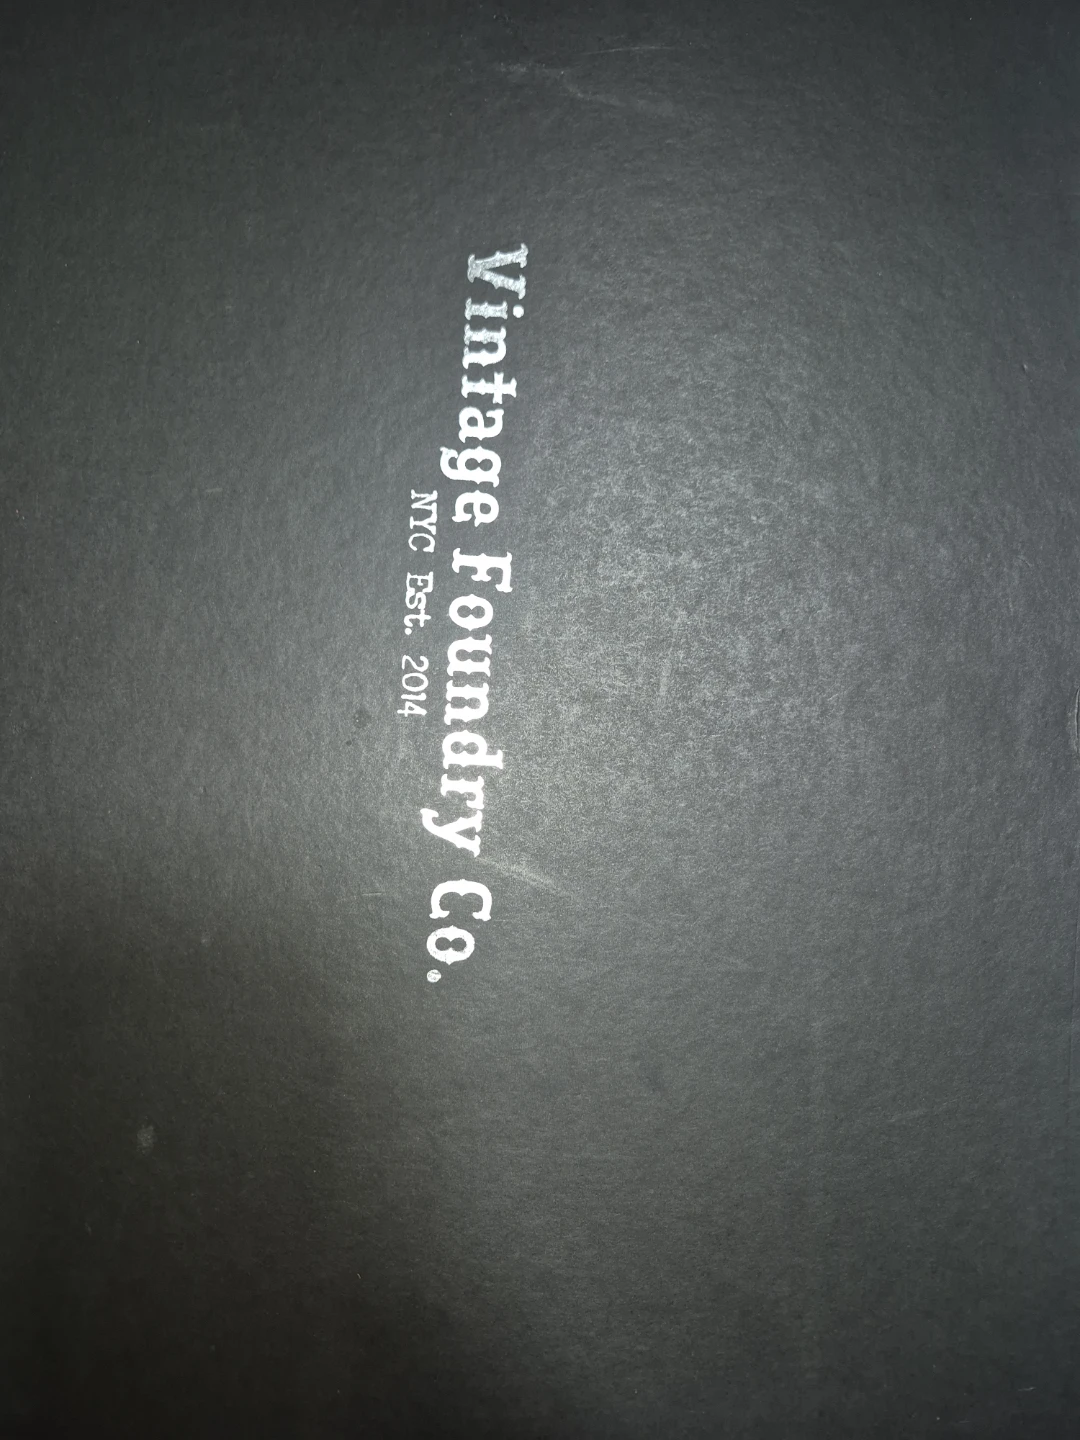 Vintage Foundry Co.
NYC Est. 2014